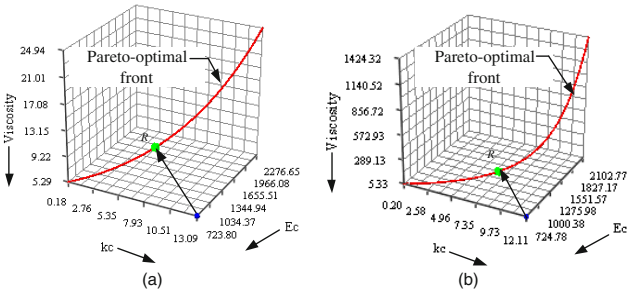 24.94
21.01
17.08
13.15
9.22
5.29
Viscosity
Pareto-optimal
front
R
0.18
2.76
5.35
7.93
10.51
13.09
kc
723.80
1034.37
1344.94
1655.51
1966.08
2276.65
Ec
(a)
1424.32
1140.52
856.72
572.93
289.13
5.33
Viscosity
Pareto-optimal
front
R
0.20
2.58
4.96
7.35
9.73
12.11
kc
724.78
1000.38
1275.98
1551.57
1827.17
2102.77
Ec
(b)